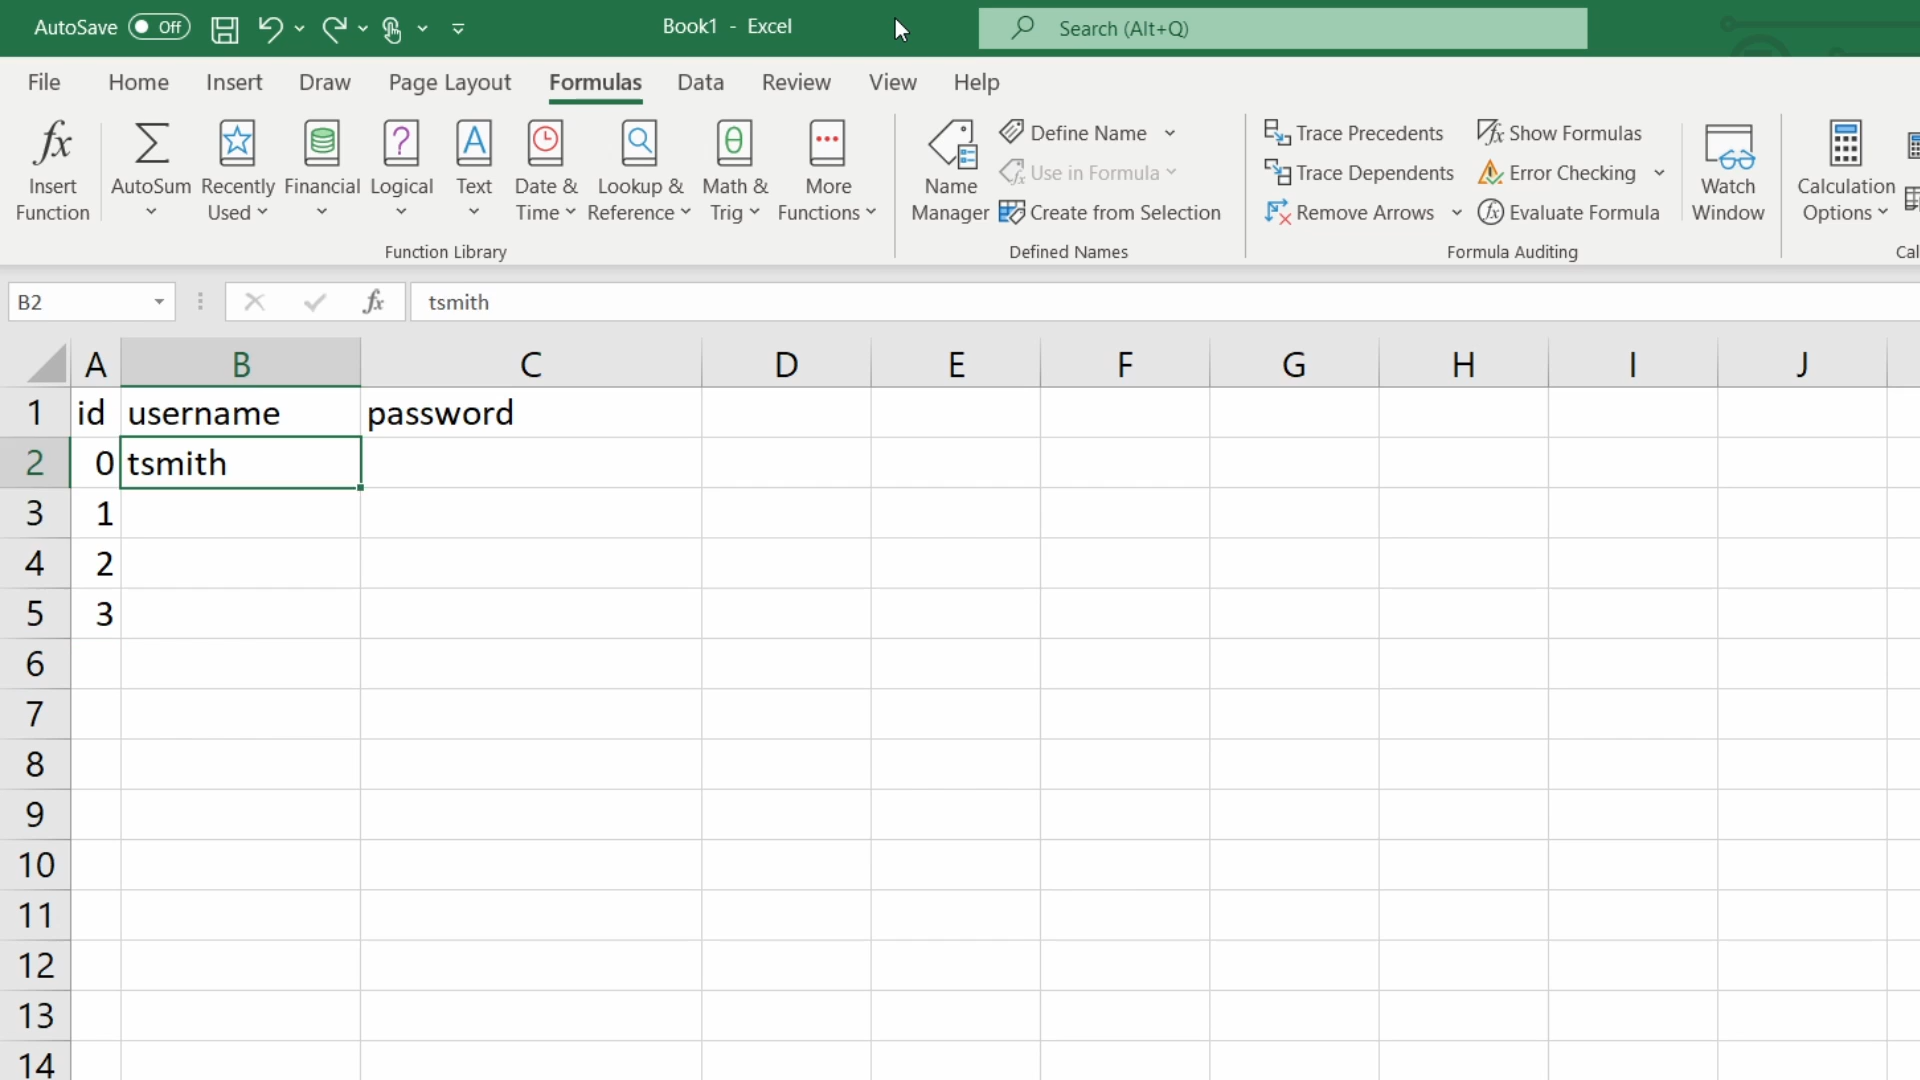 AutoSave Off Book1 - Excel Search (Alt+Q)
File Home Insert Draw Page Layout Formulas Data Review View Help
fx ∑ ? A θ
Insert Function AutoSum Recently Used Financial Logical Text Date & Time Lookup & Reference Math & Trig More Functions
Function Library
Name Manager
Define Name
Use in Formula
Create from Selection
Defined Names
Trace Precedents
Trace Dependents
Remove Arrows
Show Formulas
Error Checking
Evaluate Formula
Formula Auditing
Watch Window
Calculation Options
Cal
B2 fx tsmith
A B C D E F G H I J
1 id username password
2 0 tsmith
3 1
4 2
5 3
6
7
8
9
10
11
12
13
14